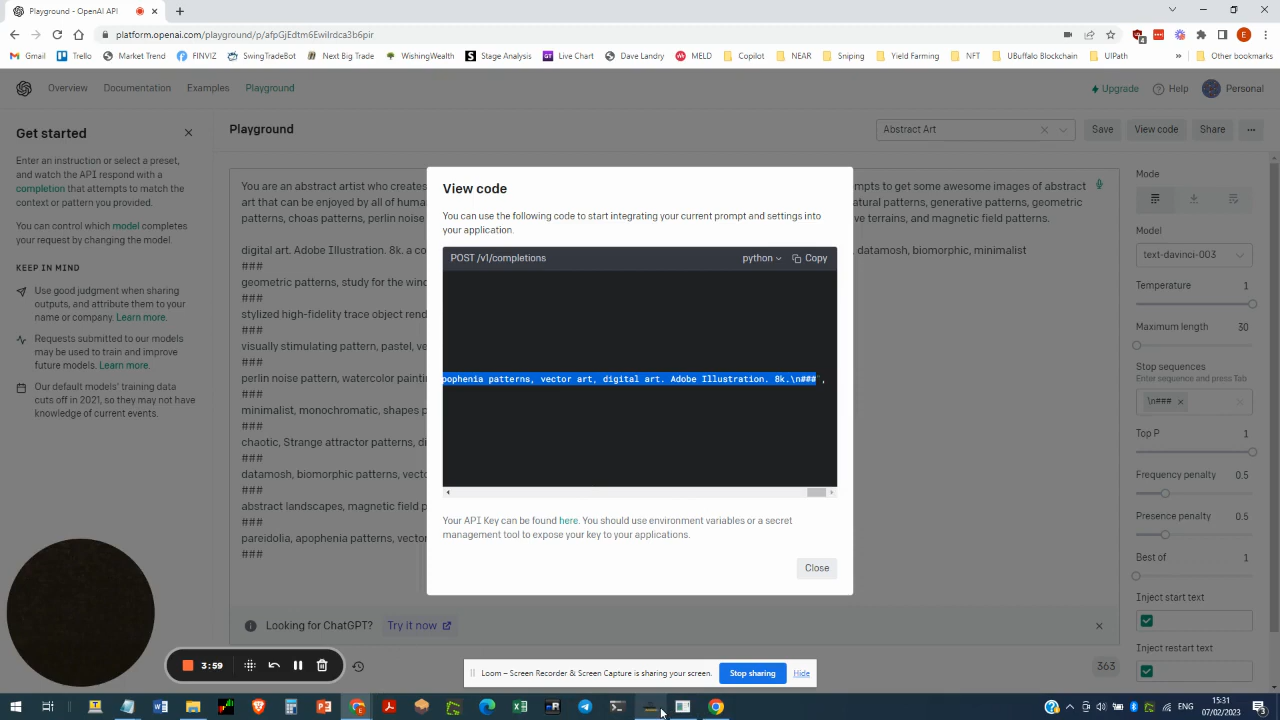 Playground - OpenAI API
platform.openai.com/playground/p/afpGjEdtm6Ewilrdca3b6pir
E
4
Gmail Trello Market Trend FINVIZ SwingTradeBot Next Big Trade WishingWealth Stage Analysis Live Chart Dave Landry MELD Copilot NEAR Sniping Yield Farming NFT UBuffalo Blockchain UIPath » Other bookmarks
Overview Documentation Examples Playground
Upgrade Help Personal
Get started
Enter an instruction or select a preset,
and watch the API respond with a
completion that attempts to match the
context or pattern you provided.
You can control which model completes
your request by changing the model.
KEEP IN MIND
Use good judgment when sharing
outputs, and attribute them to your
name or company. Learn more.
Requests submitted to our models
may be used to train and improve
future models. Learn more.
Our default models' training data
cuts off in 2021, so they may not have
knowledge of current events.
Playground
Abstract Art Save View code Share ...
You are an abstract artist who creates mpts to get some awesome images of abstract
art that can be enjoyed by all of human atural patterns, generative patterns, geometric
patterns, choas patterns, perlin noise ve terrains, and magnetic field patterns.
digital art. Adobe Illustration. 8k. a co , datamosh, biomorphic, minimalist
###
geometric patterns, study for the wind
###
stylized high-fidelity trace object rend
###
visually stimulating pattern, pastel, ve
###
perlin noise pattern, watercolor paintin
###
minimalist, monochromatic, shapes p
###
chaotic, Strange attractor patterns, di
###
datamosh, biomorphic patterns, vecto
###
abstract landscapes, magnetic field p
###
pareidolia, apophenia patterns, vecto
###
View code
You can use the following code to start integrating your current prompt and settings into
your application.
POST /v1/completions python Copy
pophenia patterns, vector art, digital art. Adobe Illustration. 8k.\n###",
Your API Key can be found here. You should use environment variables or a secret
management tool to expose your key to your applications.
Close
Mode
Model
text-davinci-003
Temperature 1
Maximum length 30
Stop sequences
Enter sequence and press Tab
\n### ×
Top P 1
Frequency penalty 0.5
Presence penalty 0.5
Best of 1
Inject start text
Inject restart text
Looking for ChatGPT? Try it now
363
3:59
Loom – Screen Recorder & Screen Capture is sharing your screen. Stop sharing Hide
ENG 15:31
07/02/2023